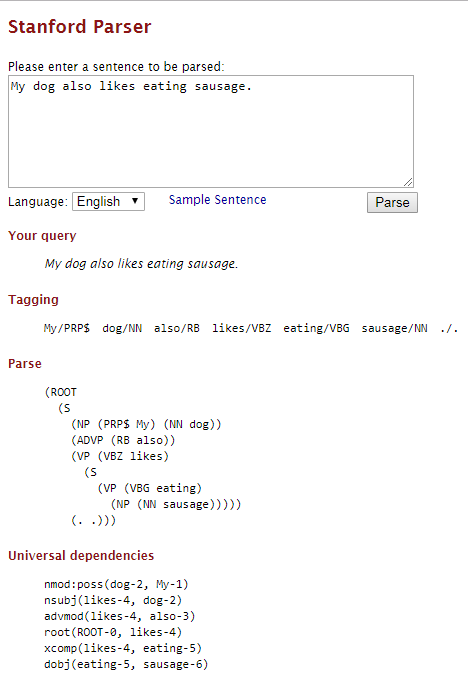 Stanford Parser
Please enter a sentence to be parsed:
My dog also likes eating sausage.
Language: English ▼ Sample Sentence Parse
Your query
My dog also likes eating sausage.
Tagging
My/PRP$ dog/NN also/RB likes/VBZ eating/VBG sausage/NN ./.
Parse
(ROOT
(S
(NP (PRP$ My) (NN dog))
(ADVP (RB also))
(VP (VBZ likes)
(S
(VP (VBG eating)
(NP (NN sausage)))))
(. .)))
Universal dependencies
nmod:poss(dog-2, My-1)
nsubj(likes-4, dog-2)
advmod(likes-4, also-3)
root(ROOT-0, likes-4)
xcomp(likes-4, eating-5)
dobj(eating-5, sausage-6)